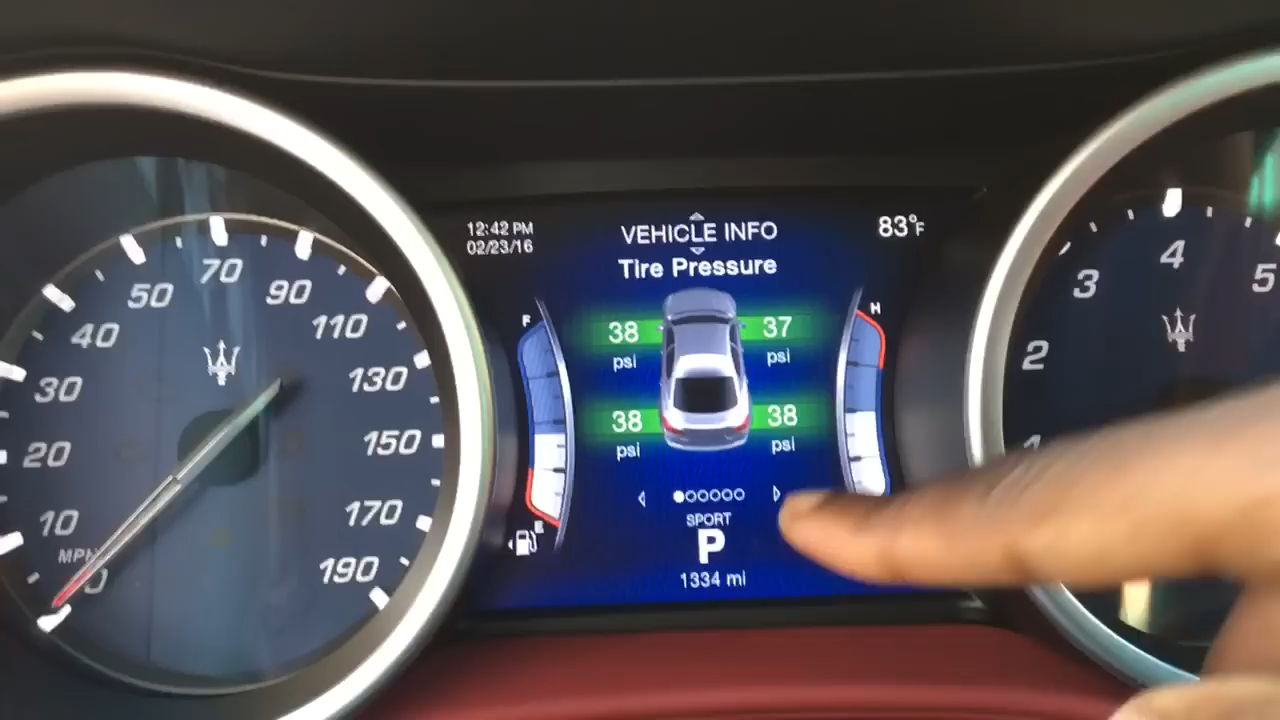 12:42 PM
02/23/16
VEHICLE INFO
83°F
Tire Pressure
F
H
38
psi
37
psi
38
psi
38
psi
E
SPORT
P
1334 mi
0
10
20
30
40
50
70
90
110
130
150
170
190
MPH
1
2
3
4
5